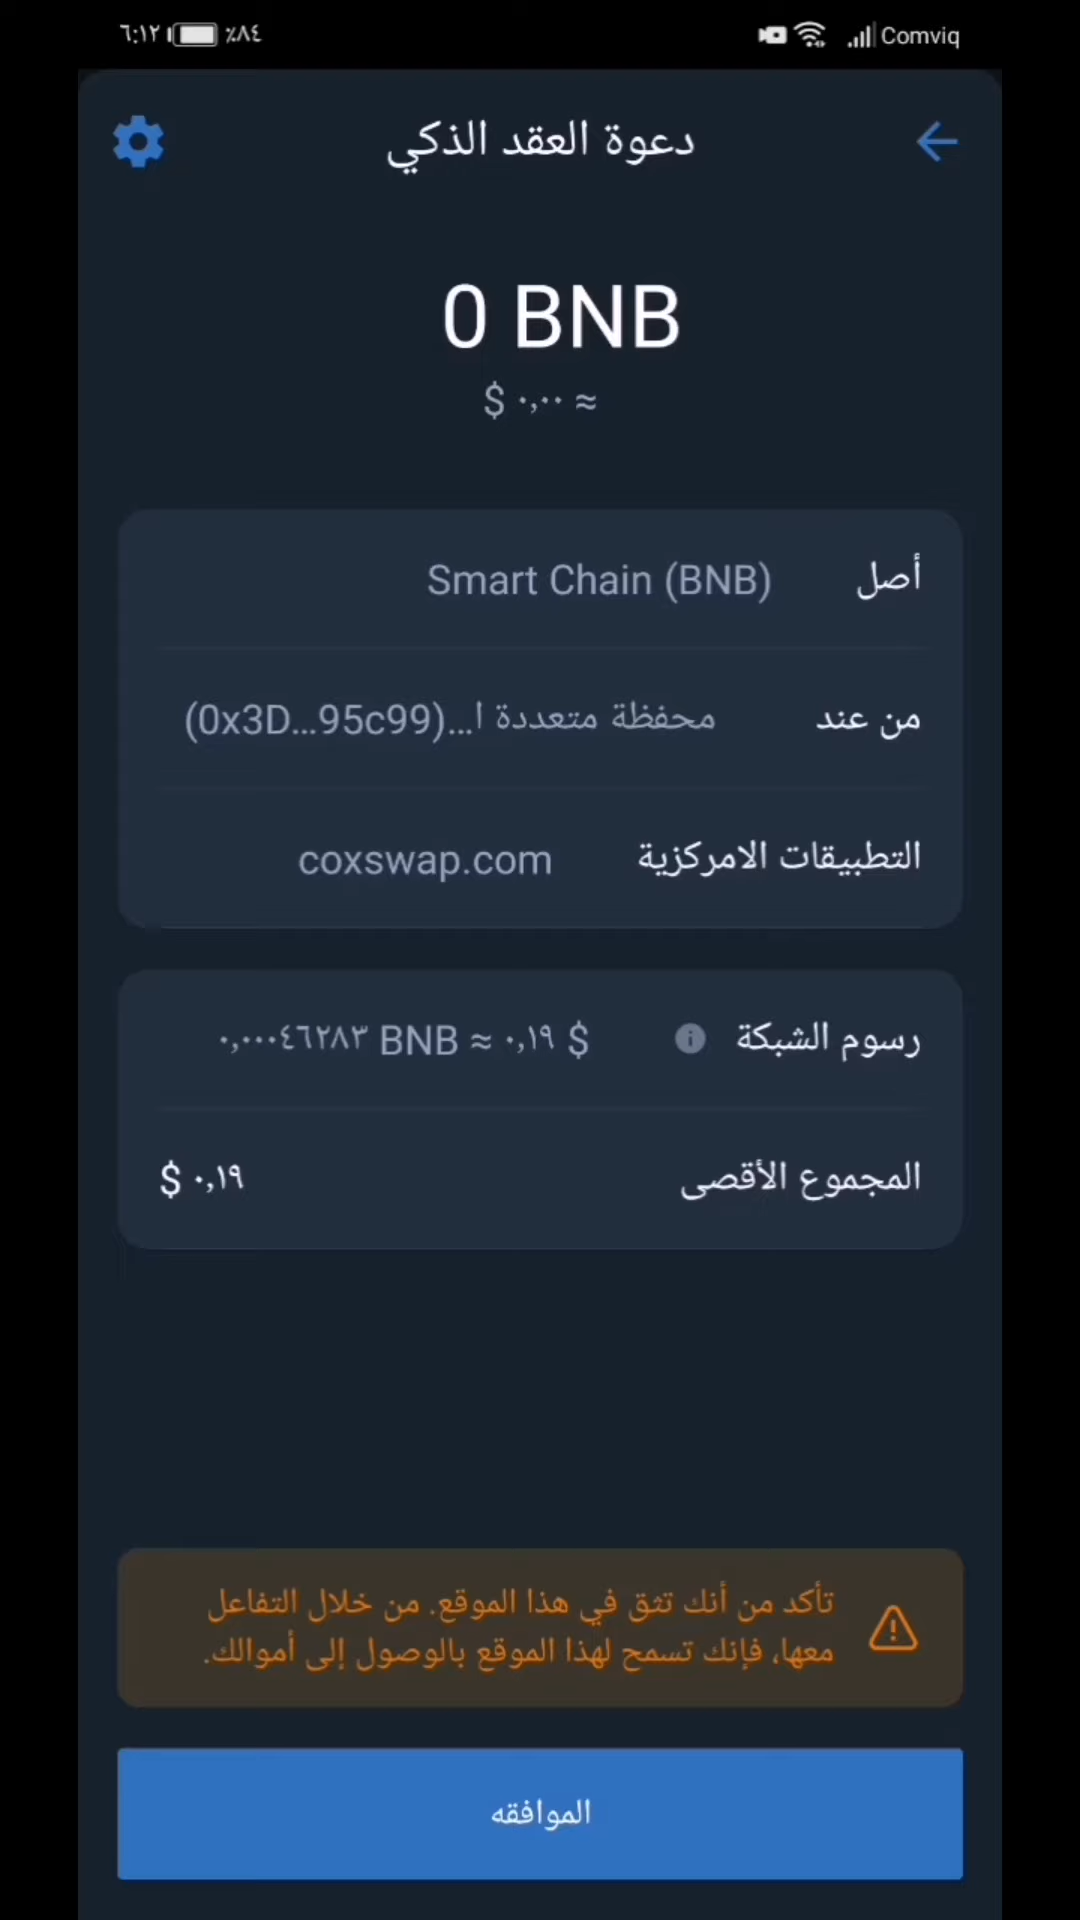 ٦:١٢ ٪٨٤ Comviq
دعوة العقد الذكي
0 BNB
≈ ٠,٠٠ $
أصل Smart Chain (BNB)
من عند محفظة متعددة ا...(0x3D...95c99)
التطبيقات الامركزية coxswap.com
رسوم الشبكة ٠,٠٠٠٤٦٢٨٣ BNB ≈ ٠,١٩ $
المجموع الأقصى ٠,١٩ $
تأكد من أنك تثق في هذا الموقع. من خلال التفاعل
معها، فإنك تسمح لهذا الموقع بالوصول إلى أموالك.
الموافقه